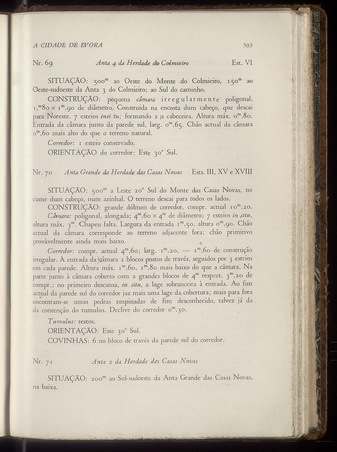 A CIDADE DE EVORA 303
Nr. 69 Anta 4 da Herdade do Colmieiro Est. VI
SITUAÇÃO: 500m ao Oeste do Monte do Colmieiro, 150m ao
Oeste-sudoeste da Anta 3 do Colmieiro; ao Sul do caminho.
CONSTRUÇÃO: pequena câmara irregularmente poligonal,
1,m80 × 1m,90 de diâmetro. Construída na encosta dum cabeço, que descae
para Noreste. 7 esteios insi tu, formando 2 a cabeceira. Altura máx. 0m,80.
Entrada da câmara junto da parede sul, larg. 0m,65. Chão actual da câmara
0m,60 mais alto do que o terreno natural.
Corredor: 1 esteio conservado.
ORIENTAÇÃO do corredor: Este 30° Sul.
Nr. 70 Anta Grande da Herdade das Casas Novas Ests. III, XV e XVIII
SITUAÇÃO: 500m a Leste 20° Sul do Monte das Casas Novas, no
cume dum cabeço, num azinhal. O terreno descai para todos os lados.
CONSTRUÇÃO: grande dólmen de corredor, compr. actual 10m,20.
Câmara: poligonal, alongada; 4m,60 × 4m de diâmetro; 7 esteios in situ,
altura máx. 3m. Chapeu falta. Largura da entrada 1m,50, altura 0m,90. Chão
actual da câmara corresponde ao terreno adjacente fora; chão primitivo
provàvelmente ainda mais baixo.
Corredor: compr. actual 4m,60; larg. 1m,20, — 1m,60 de construção
irregular. À entrada da câmara 2 blocos postos de través, seguidos por 3 esteios
em cada parede. Altura máx. 1m,60, 1m,80 mais baixo do que a câmara. Na
parte junto à câmara coberto com 4 grandes blocos de 4m respect. 3m,20 de
compr.; no primeiro descansa, in situ, a lage sobranceira à entrada. Ao fim
actual da parede sul do corredor jaz mais uma lage da cobertura; mais para fora
encontram-se umas pedras empinadas de fim desconhecido, talvez já da
da contenção do tumulus. Declive do corredor 0m,30.
Tumulus: restos.
ORIENTAÇÃO: Este 30° Sul.
COVINHAS: 6 no bloco de través da parede sul do corredor.
Nr. 71 Anta 2 da Herdade das Casas Novas
SITUAÇÃO: 200m ao Sul-sudoeste da Anta Grande das Casas Novas,
na baixa.